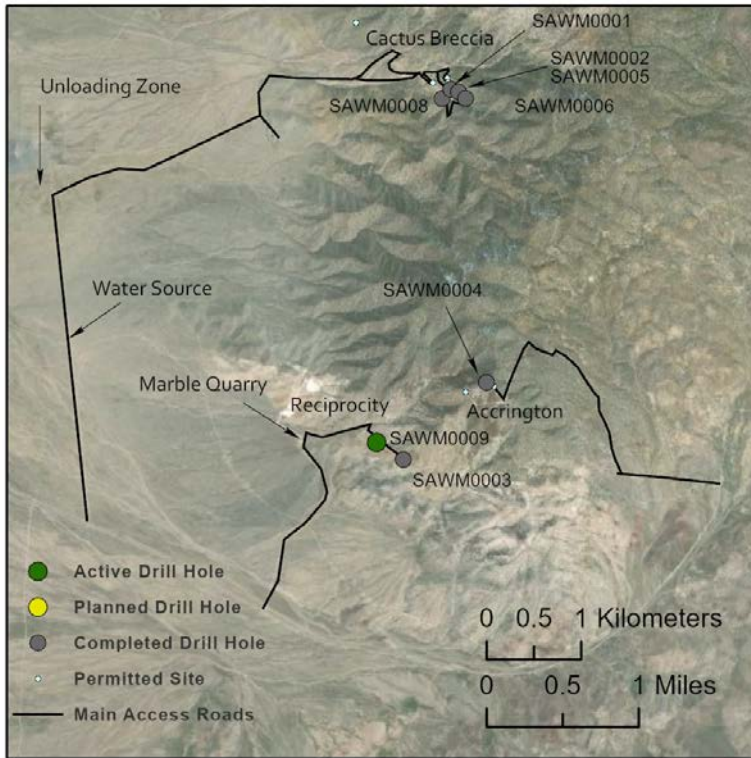 SAWM0001
Cactus Breccia
SAWM0002
SAWM0005
Unloading Zone
SAWM0008
SAWM0006
Water Source
SAWM0004
Marble Quarry
Reciprocity
Accrington
SAWM0009
SAWM0003
Active Drill Hole
Planned Drill Hole
Completed Drill Hole
Permitted Site
Main Access Roads
0 0.5 1 Kilometers
0 0.5 1 Miles